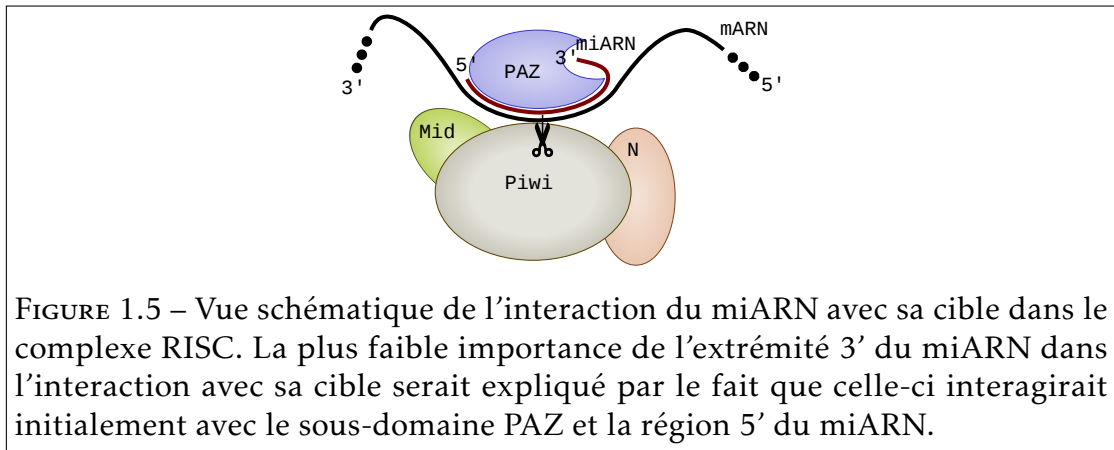 mARN
miARN
3'
5'
PAZ
3'
5'
Mid
N
Piwi
FIGURE 1.5 – Vue schématique de l'interaction du miARN avec sa cible dans le
complexe RISC. La plus faible importance de l'extrémité 3' du miARN dans
l'interaction avec sa cible serait expliqué par le fait que celle-ci interagirait
initialement avec le sous-domaine PAZ et la région 5' du miARN.